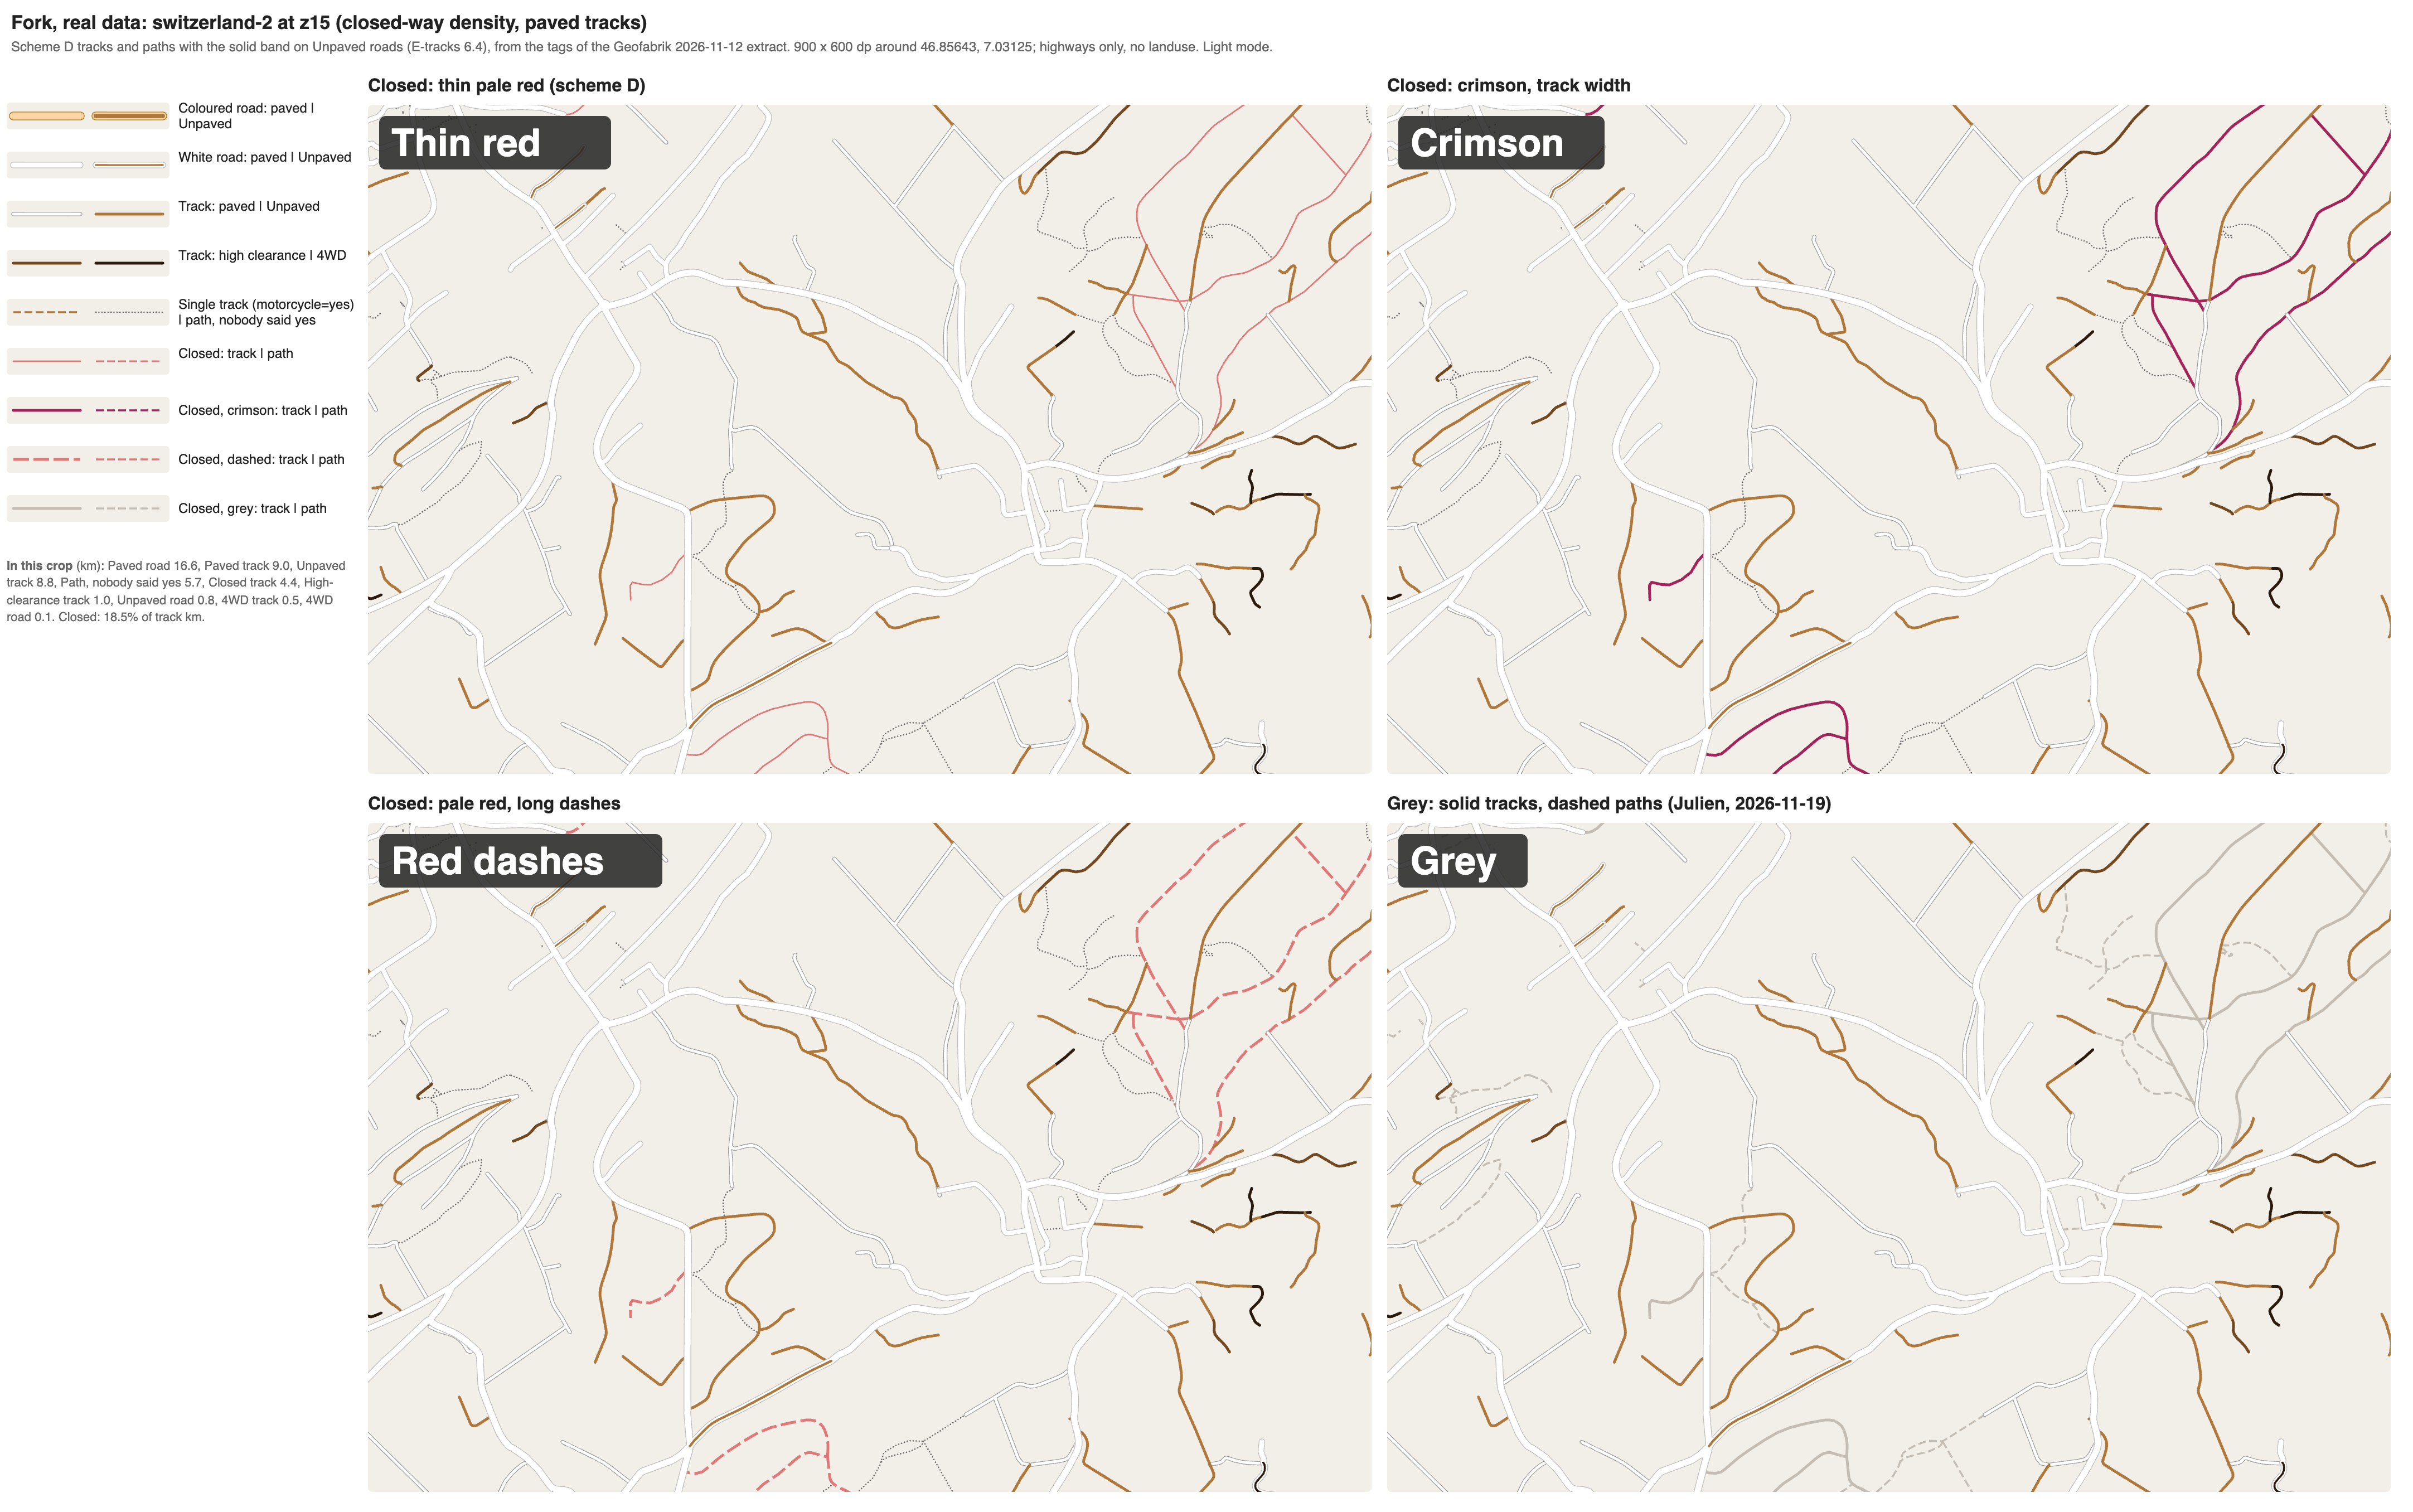 Fork, real data: switzerland-2 at z15 (closed-way density, paved tracks)
Scheme D tracks and paths with the solid band on Unpaved roads (E-tracks 6.4), from the tags of the Geofabrik 2026-11-12 extract. 900 x 600 dp around 46.85643, 7.03125; highways only, no landuse. Light mode.
Coloured road: paved |
Unpaved
White road: paved | Unpaved
Track: paved | Unpaved
Track: high clearance | 4WD
Single track (motorcycle=yes)
| path, nobody said yes
Closed: track | path
Closed, crimson: track | path
Closed, dashed: track | path
Closed, grey: track | path
In this crop (km): Paved road 16.6, Paved track 9.0, Unpaved
track 8.8, Path, nobody said yes 5.7, Closed track 4.4, High-
clearance track 1.0, Unpaved road 0.8, 4WD track 0.5, 4WD
road 0.1. Closed: 18.5% of track km.
Closed: thin pale red (scheme D)
Thin red
Closed: crimson, track width
Crimson
Closed: pale red, long dashes
Red dashes
Grey: solid tracks, dashed paths (Julien, 2026-11-19)
Grey